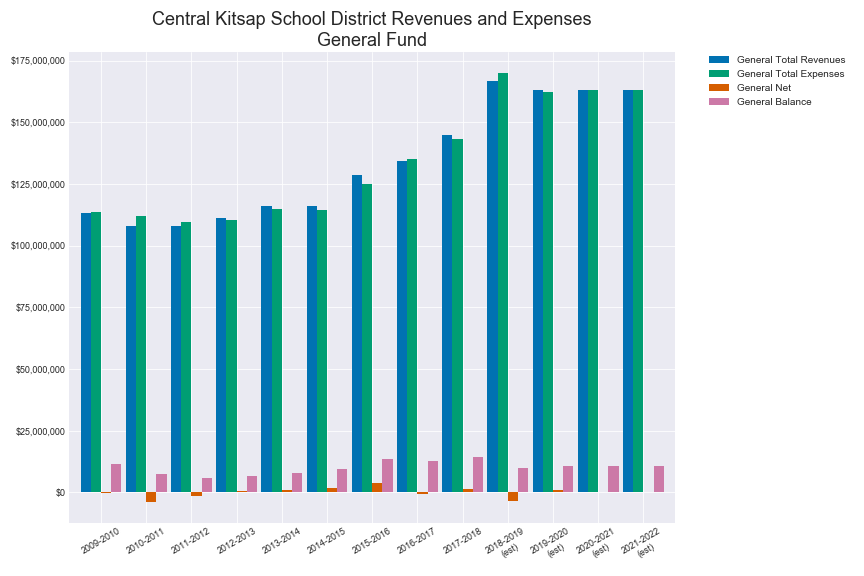 Central Kitsap School District Revenues and Expenses
General Fund
General Total Revenues
General Total Expenses
General Net
General Balance
$175,000,000
$150,000,000
$125,000,000
$100,000,000
$75,000,000
$50,000,000
$25,000,000
$0
2009-2010
2010-2011
2011-2012
2012-2013
2013-2014
2014-2015
2015-2016
2016-2017
2017-2018
2018-2019
(est)
2019-2020
(est)
2020-2021
(est)
2021-2022
(est)